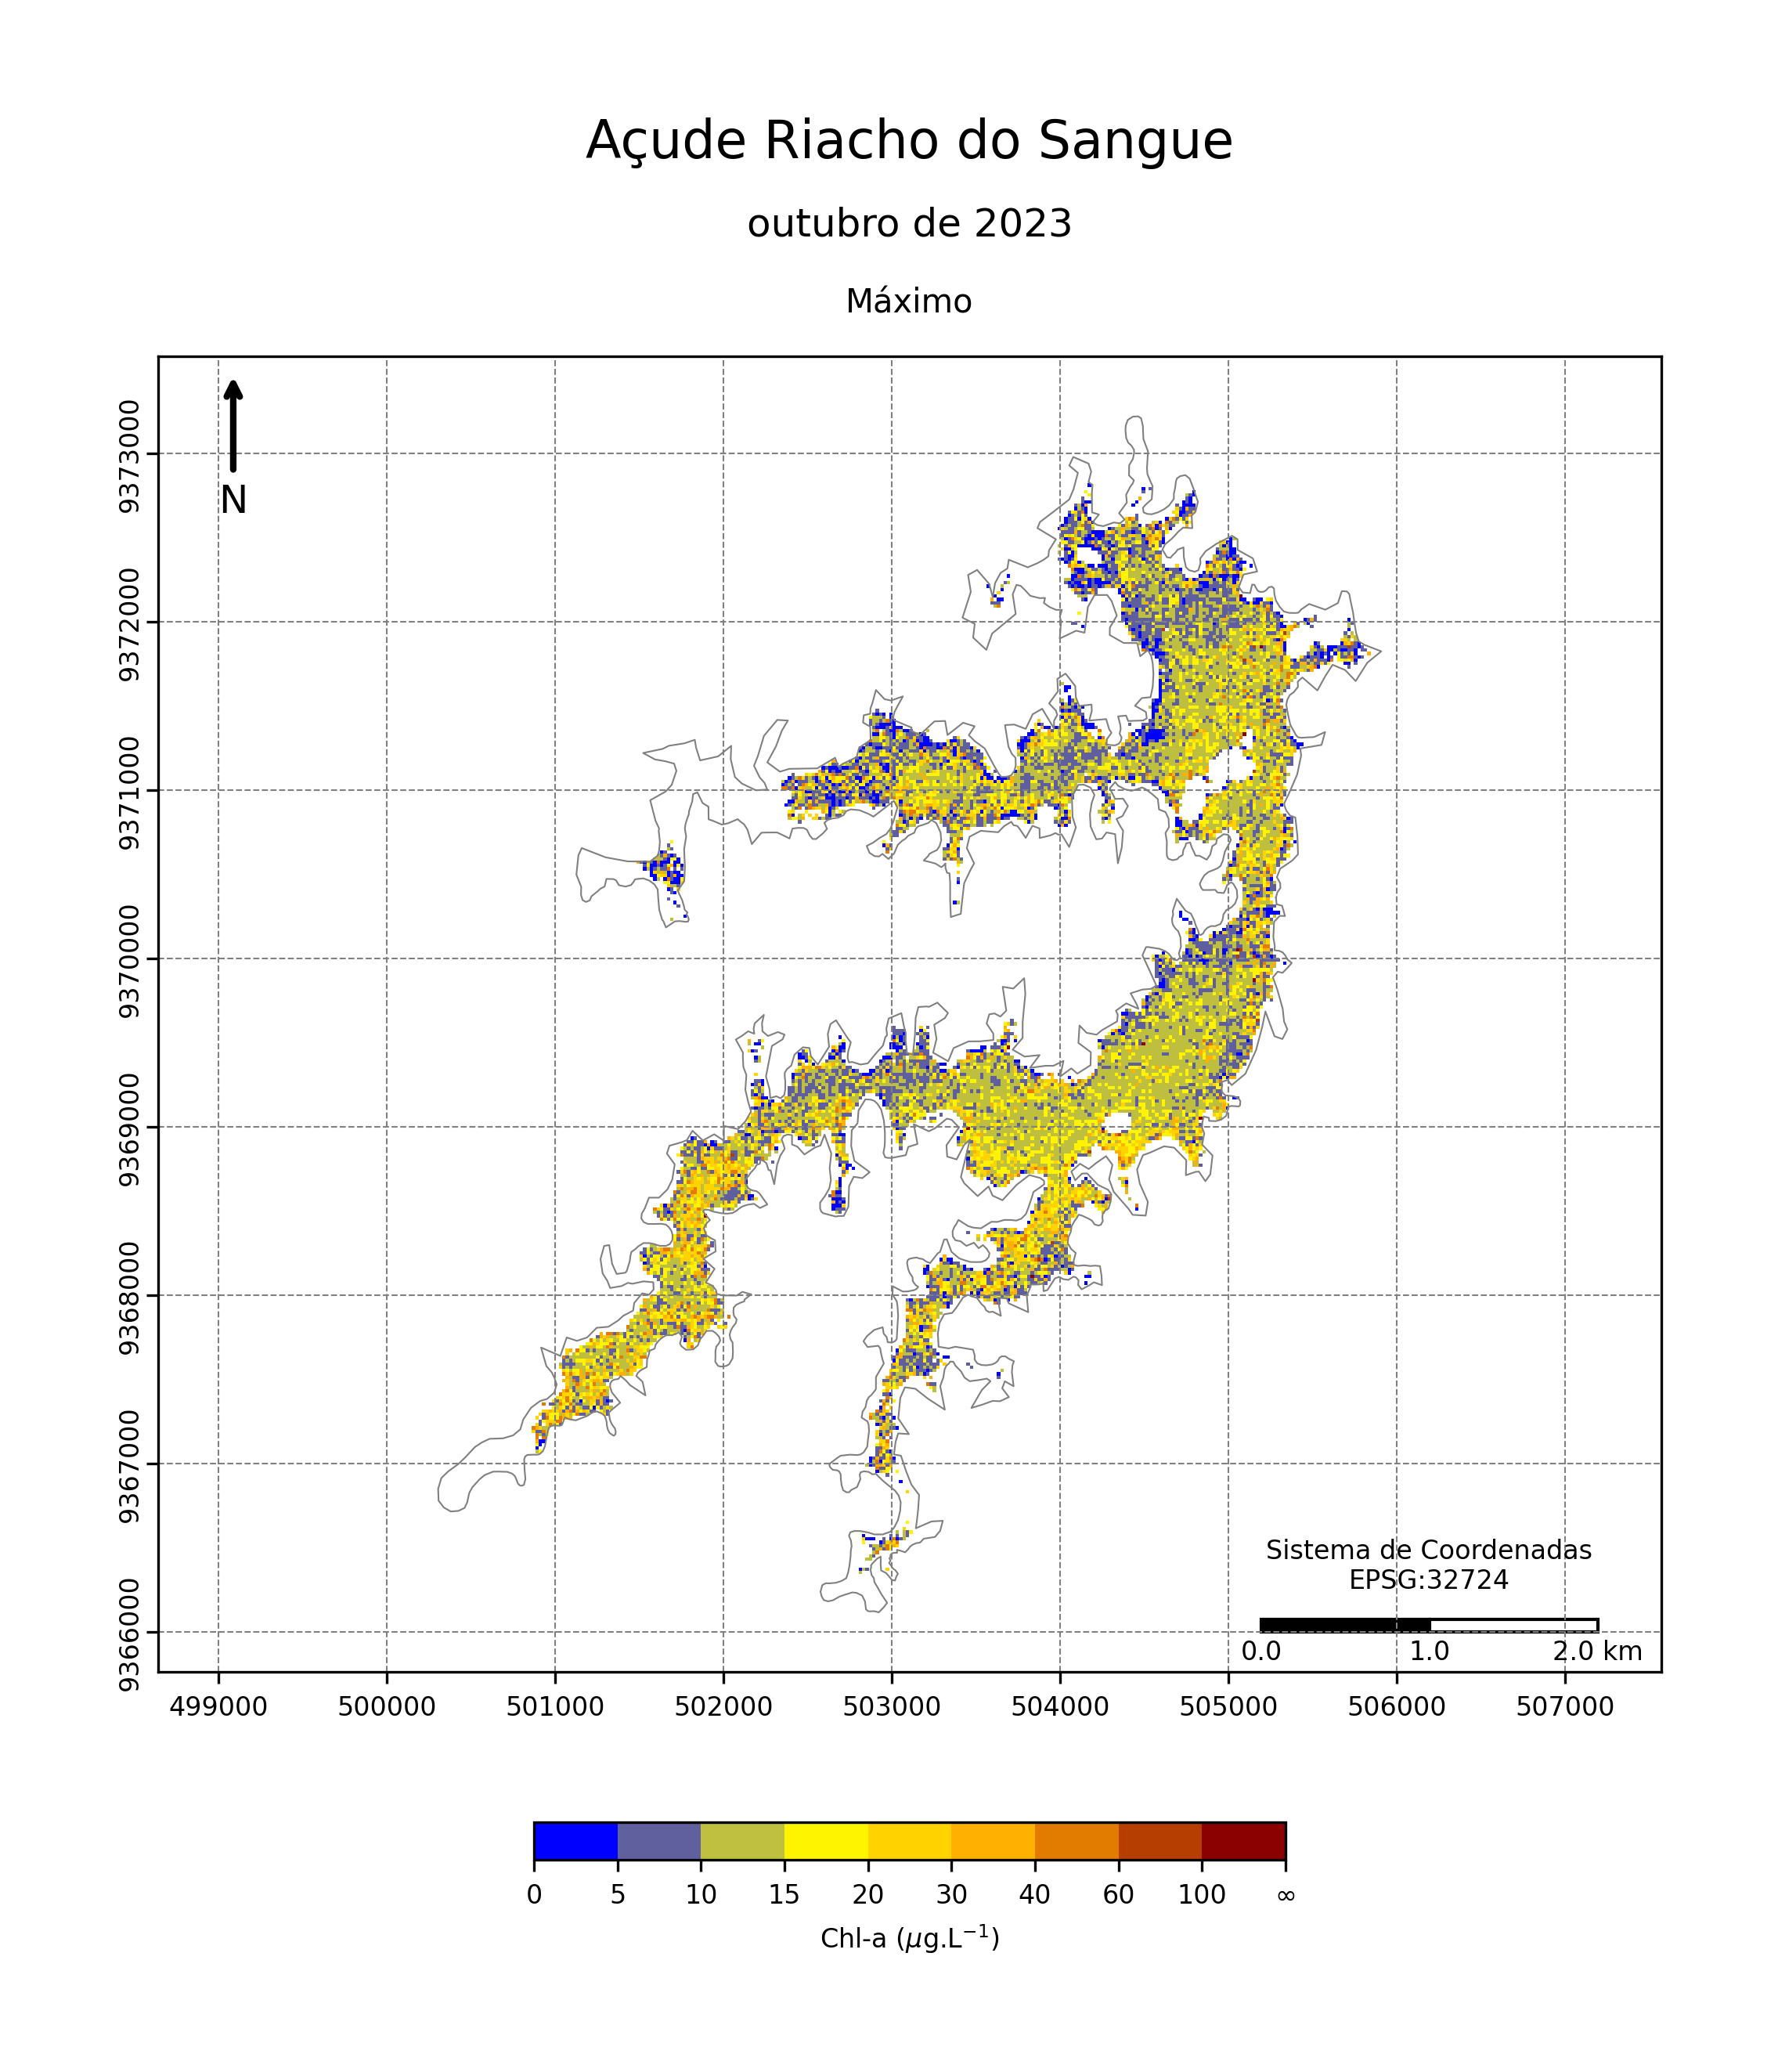 Açude Riacho do Sangue
outubro de 2023
Máximo
N
9373000
9372000
9371000
9370000
9369000
9368000
9367000
9366000
Sistema de Coordenadas
EPSG:32724
0.0 1.0 2.0 km
499000 500000 501000 502000 503000 504000 505000 506000 507000
0 5 10 15 20 30 40 60 100 ∞
Chl-a (μg.L⁻¹)